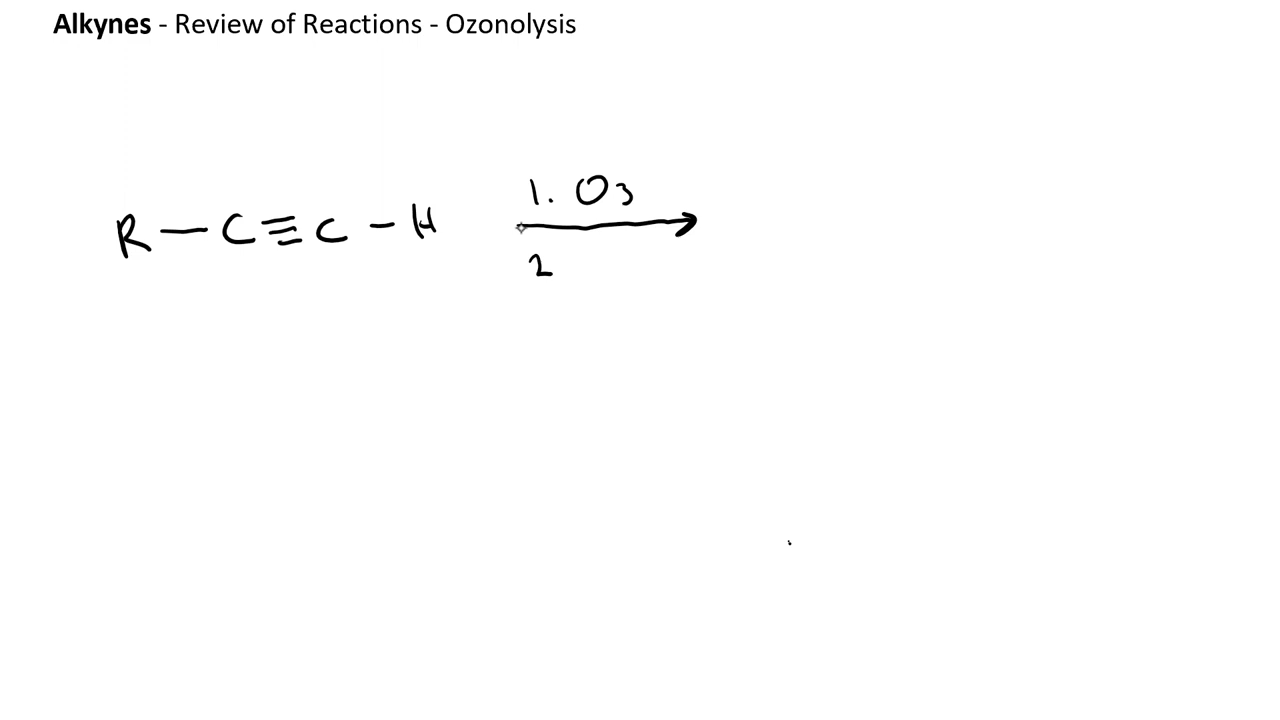 Alkynes - Review of Reactions - Ozonolysis
1. O3
R — C ≡ C - H
2